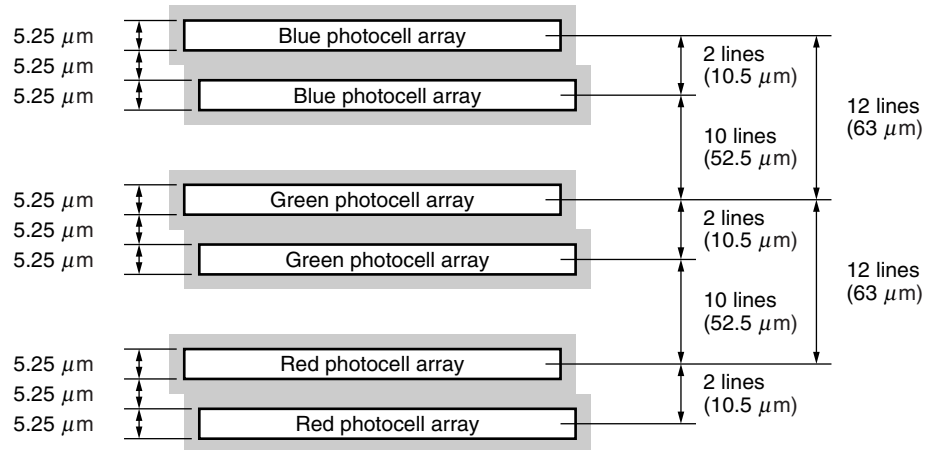 5.25 μm
Blue photocell array
5.25 μm
2 lines
(10.5 μm)
5.25 μm
Blue photocell array
12 lines
(63 μm)
10 lines
(52.5 μm)
5.25 μm
Green photocell array
5.25 μm
2 lines
(10.5 μm)
5.25 μm
Green photocell array
12 lines
(63 μm)
10 lines
(52.5 μm)
5.25 μm
Red photocell array
5.25 μm
2 lines
(10.5 μm)
5.25 μm
Red photocell array